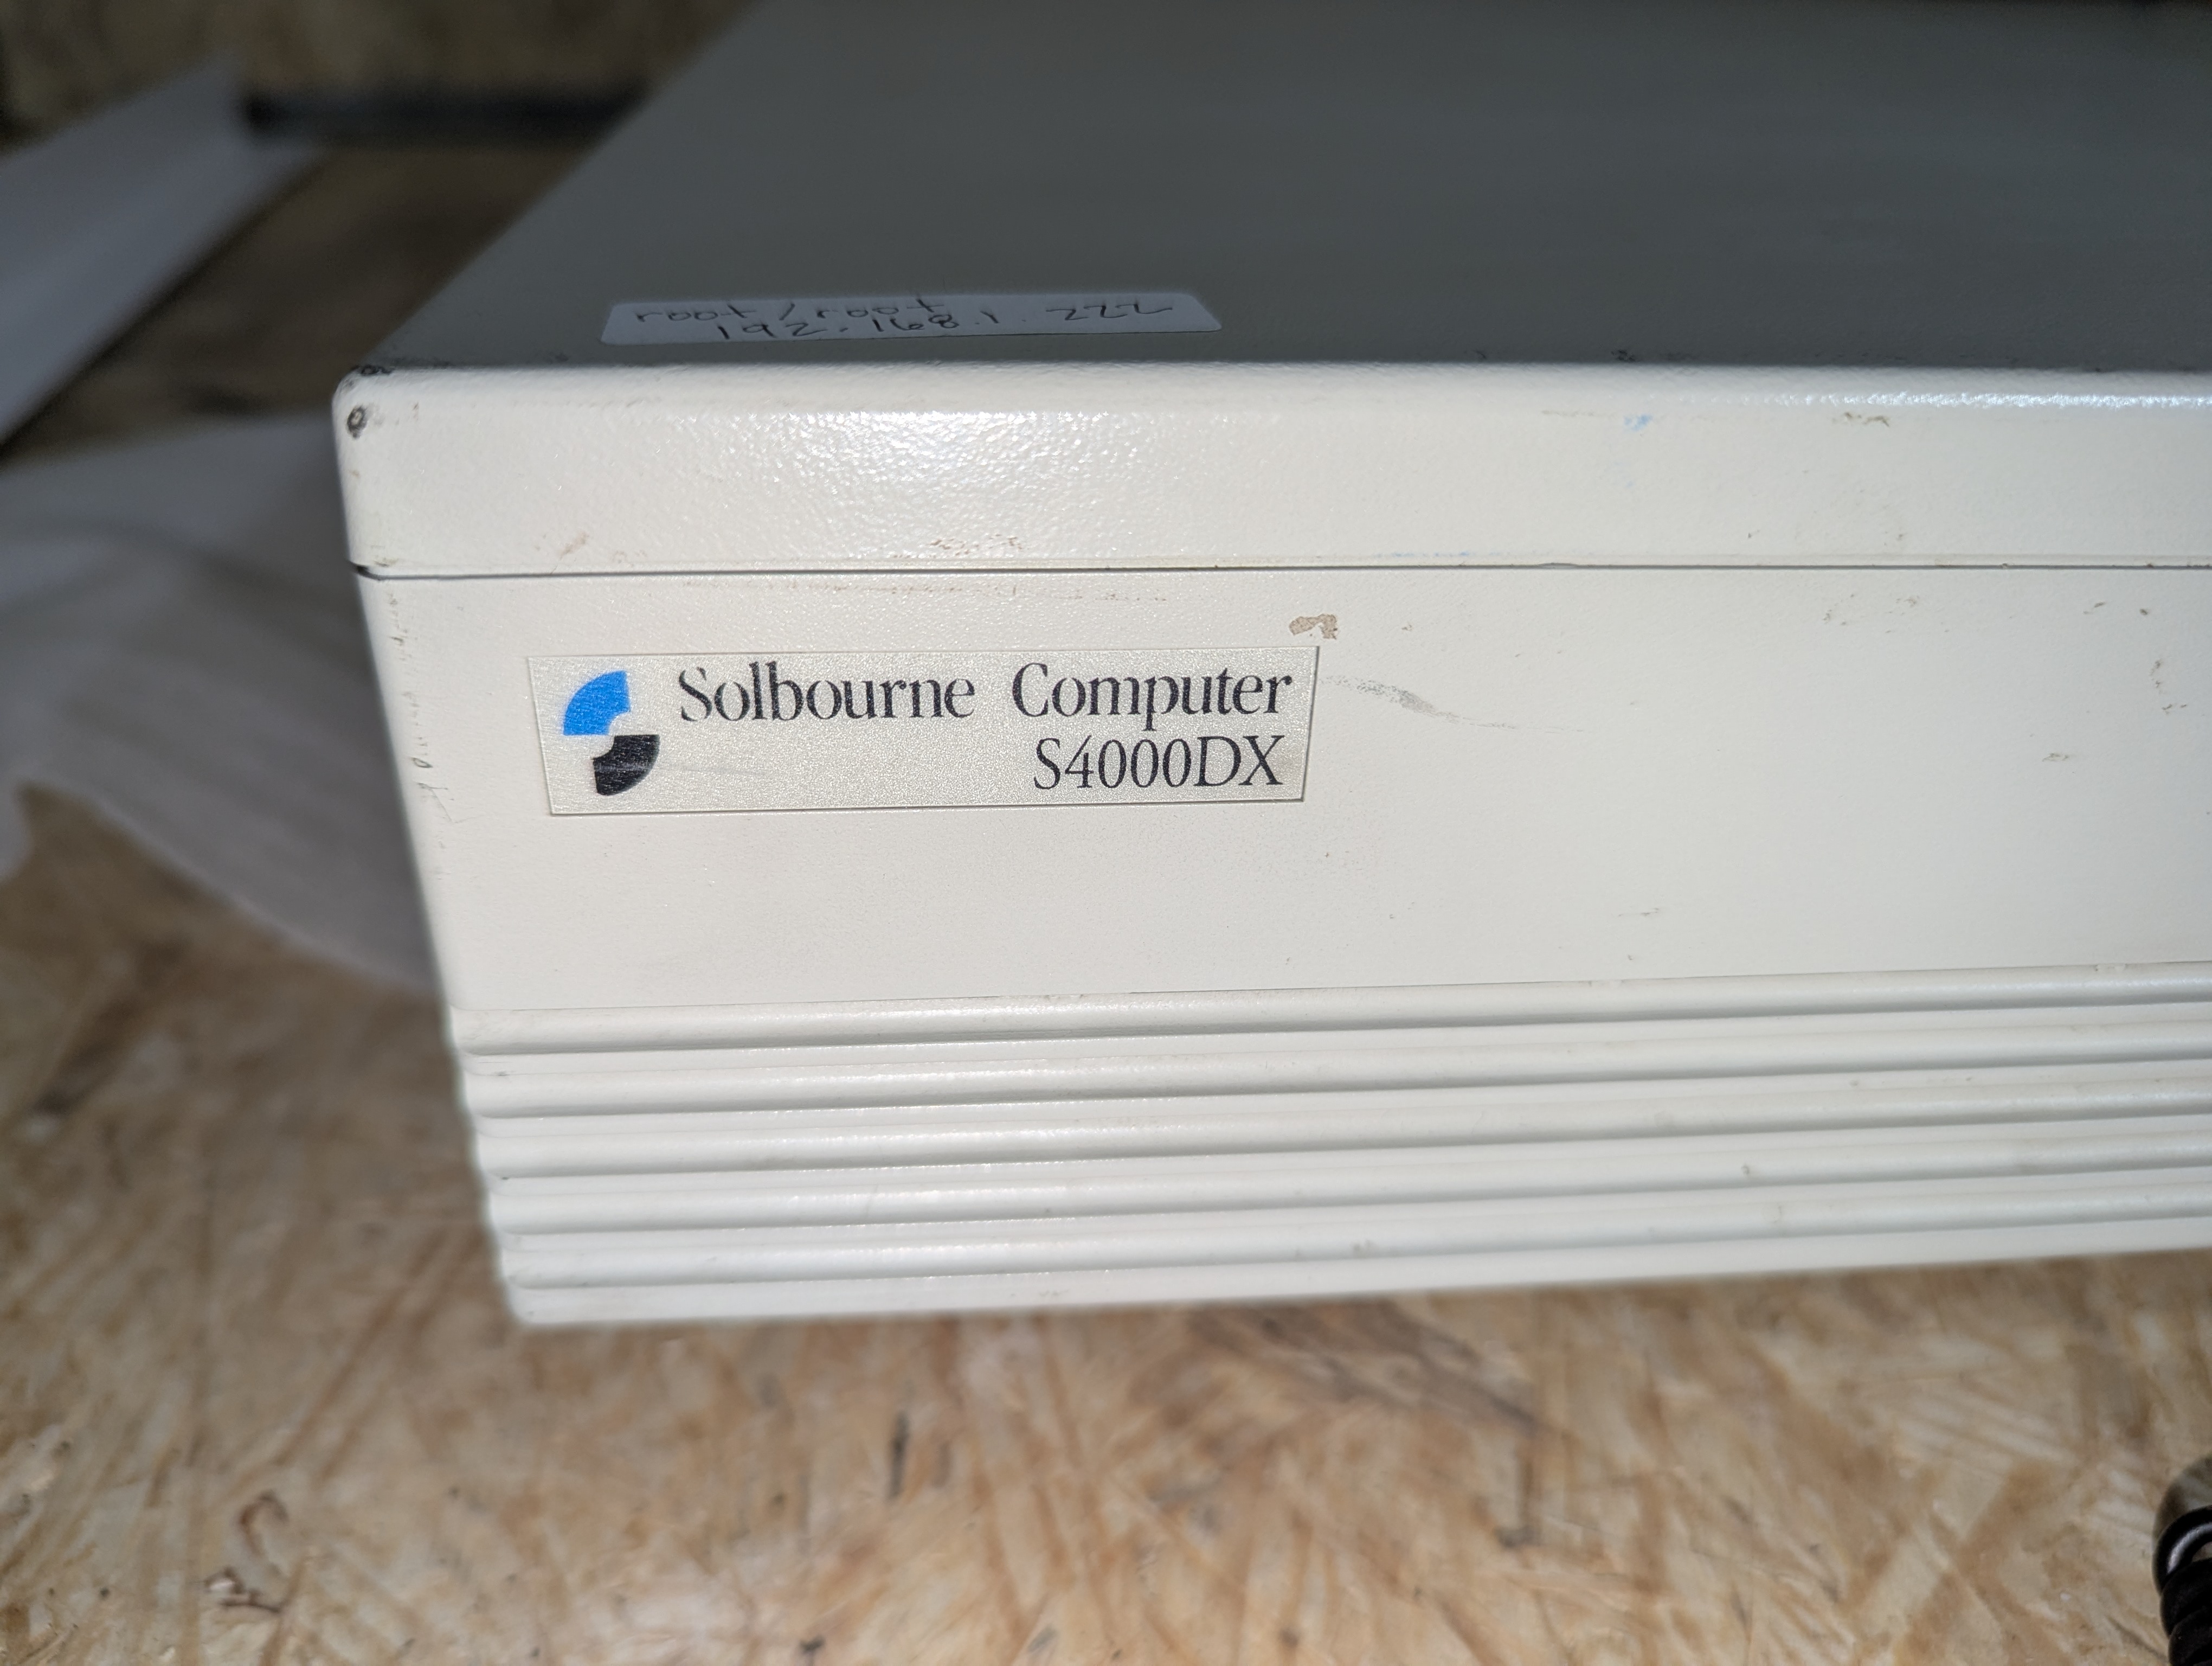 root/root
192.168.1.222
Solbourne Computer
S4000DX